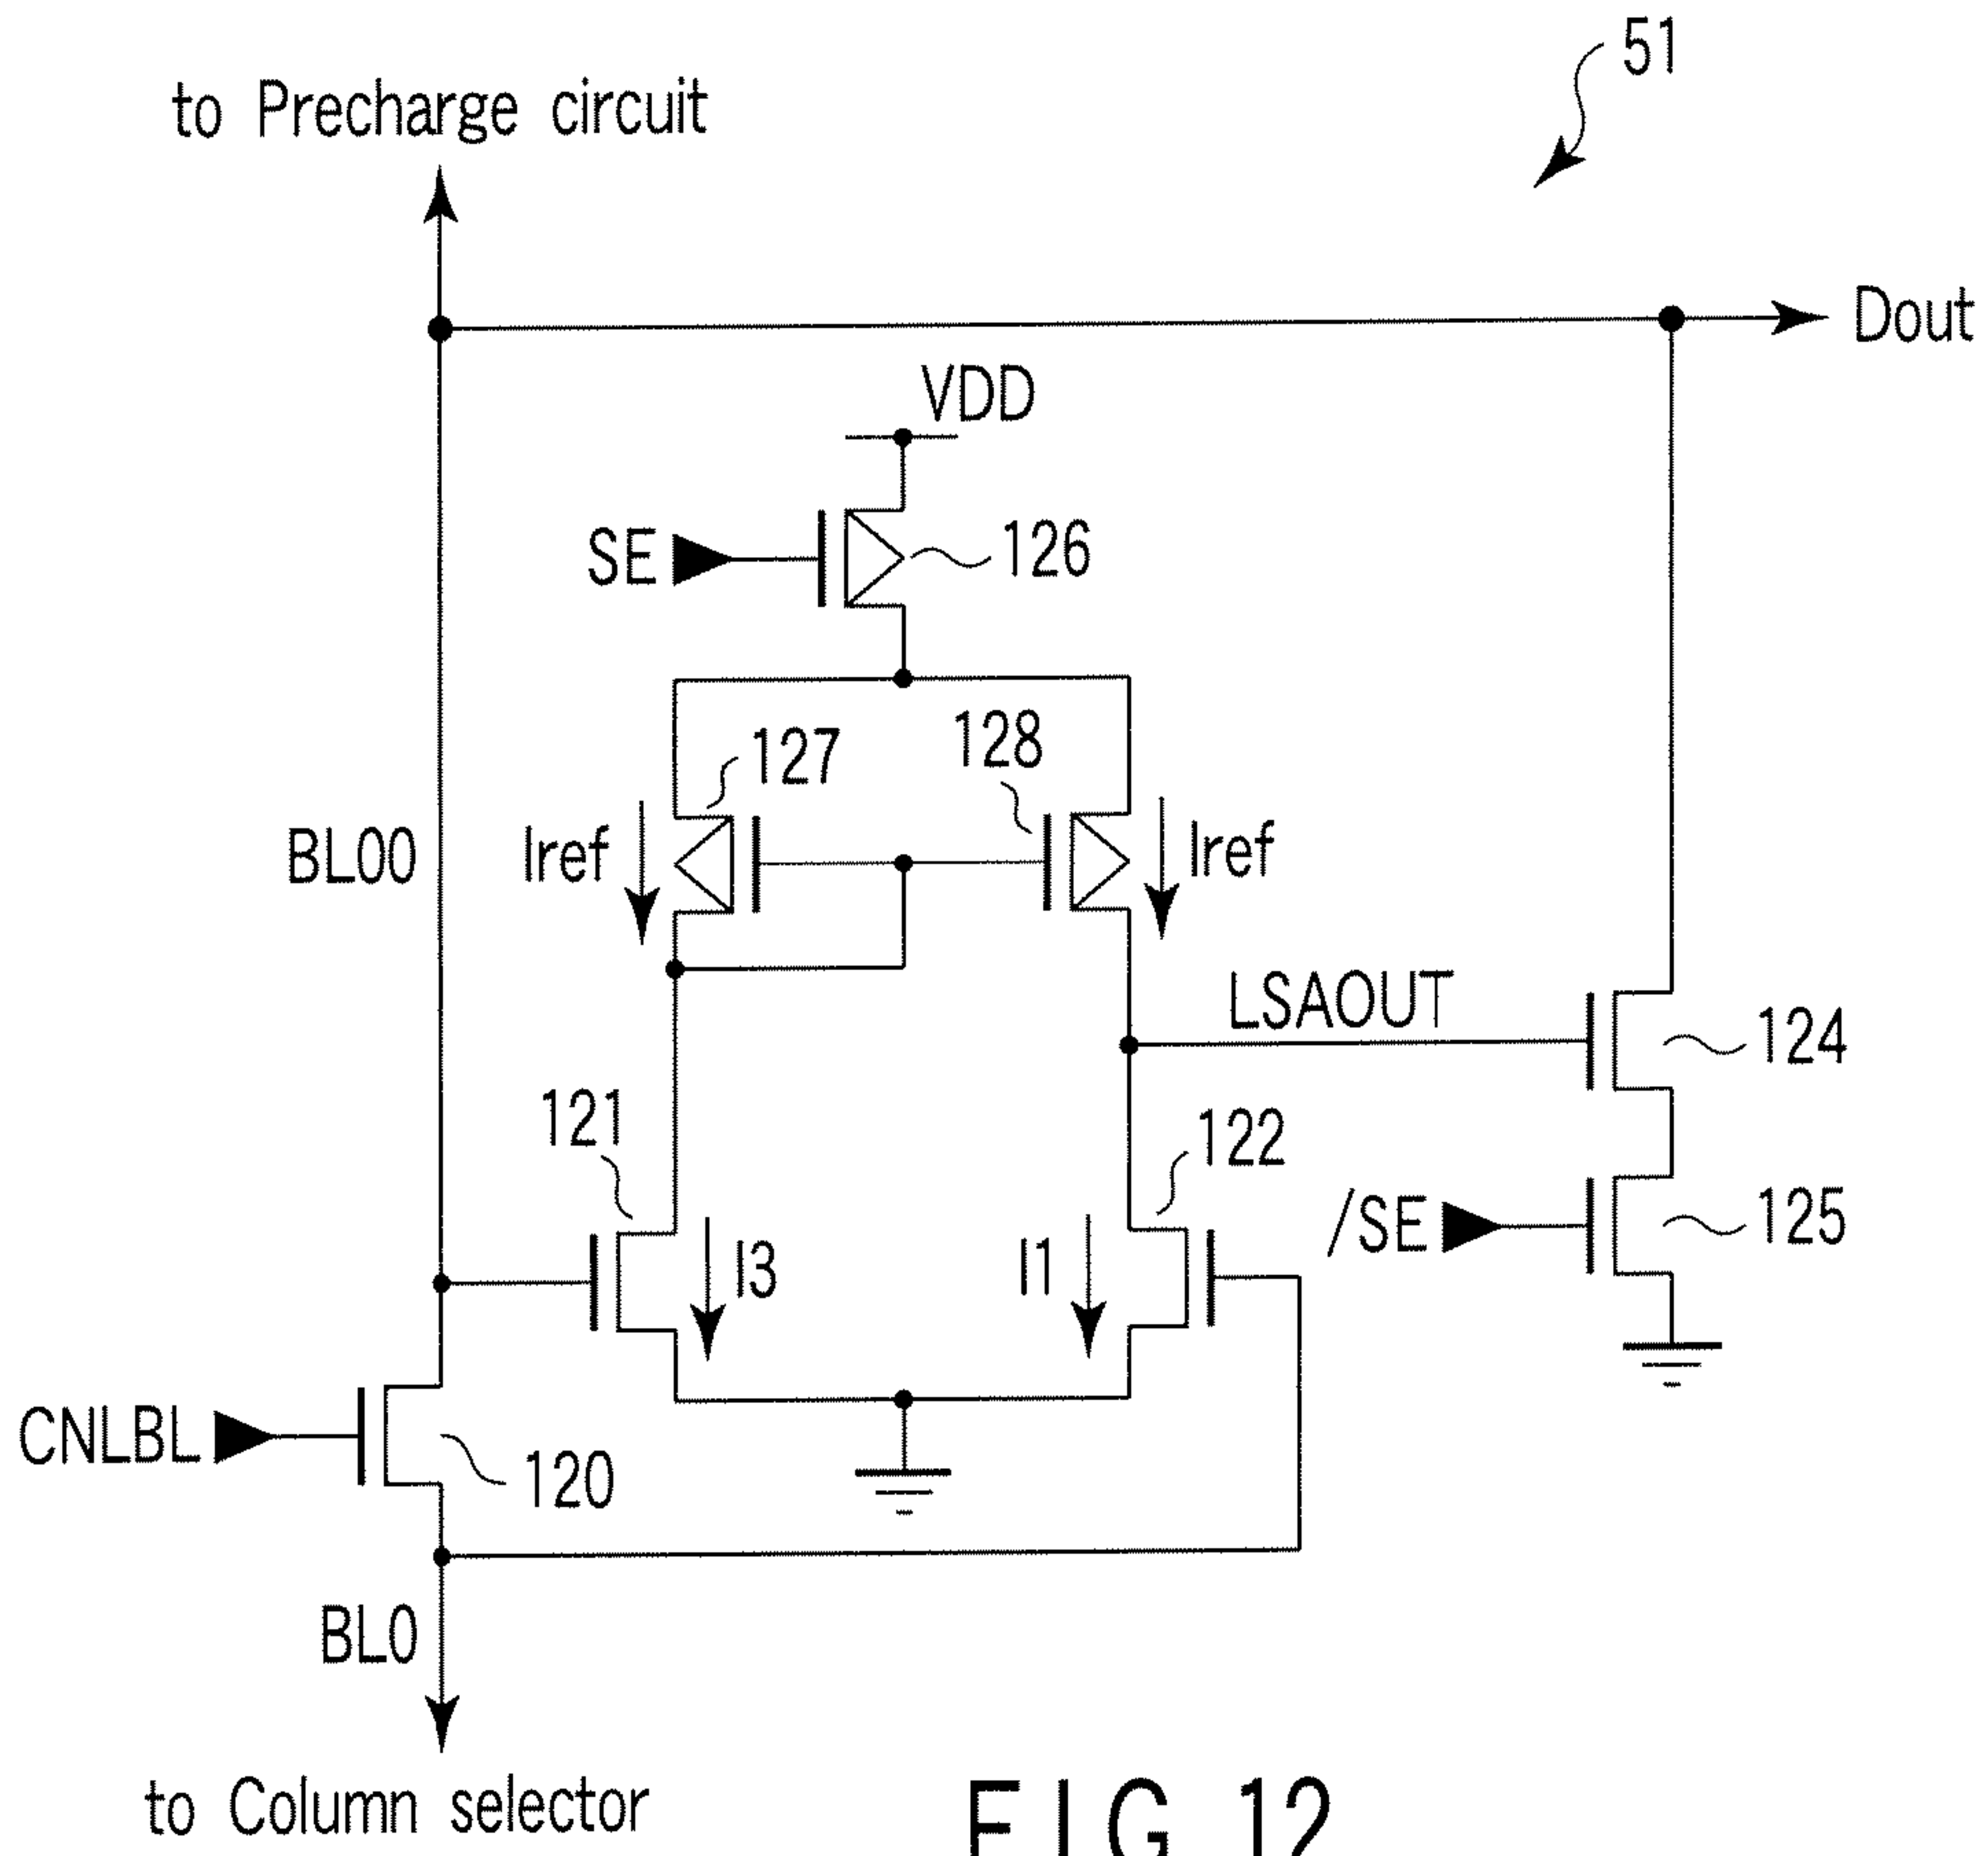 51
to Precharge circuit
Dout
VDD
SE
126
127
128
BL00
Iref
Iref
LSAOUT
124
121
122
/SE
125
I3
I1
CNLBL
120
BL0
to Column selector
FIG 12